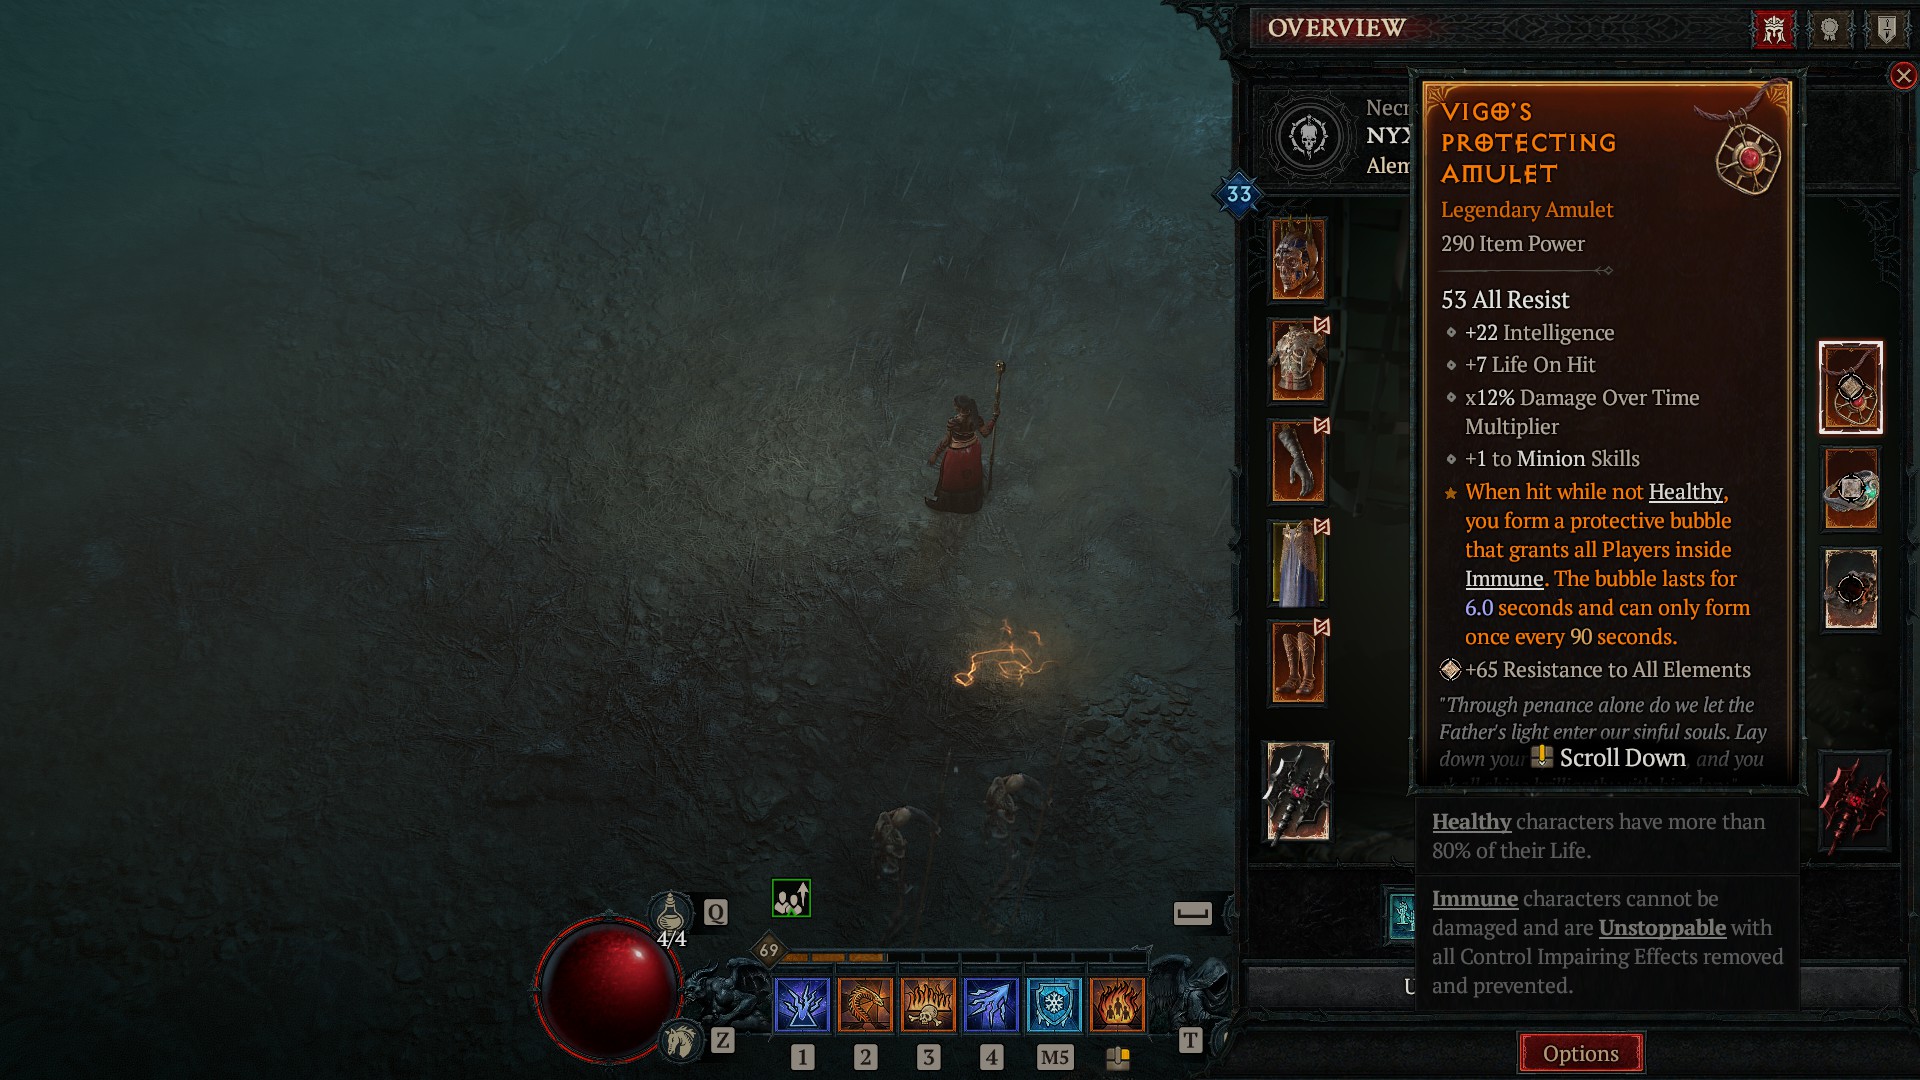 OVERVIEW
Necr
NYX
Alem
33
VIGO'S
PROTECTING
AMULET
Legendary Amulet
290 Item Power
53 All Resist
+22 Intelligence
+7 Life On Hit
x12% Damage Over Time
Multiplier
+1 to Minion Skills
When hit while not Healthy,
you form a protective bubble
that grants all Players inside
Immune. The bubble lasts for
6.0 seconds and can only form
once every 90 seconds.
+65 Resistance to All Elements
"Through penance alone do we let the
Father's light enter our sinful souls. Lay
down your and you
Scroll Down
Healthy characters have more than
80% of their Life.
Immune characters cannot be
damaged and are Unstoppable with
all Control Impairing Effects removed
and prevented.
U
Options
Q
4/4
69
Z
T
1
2
3
4
M5